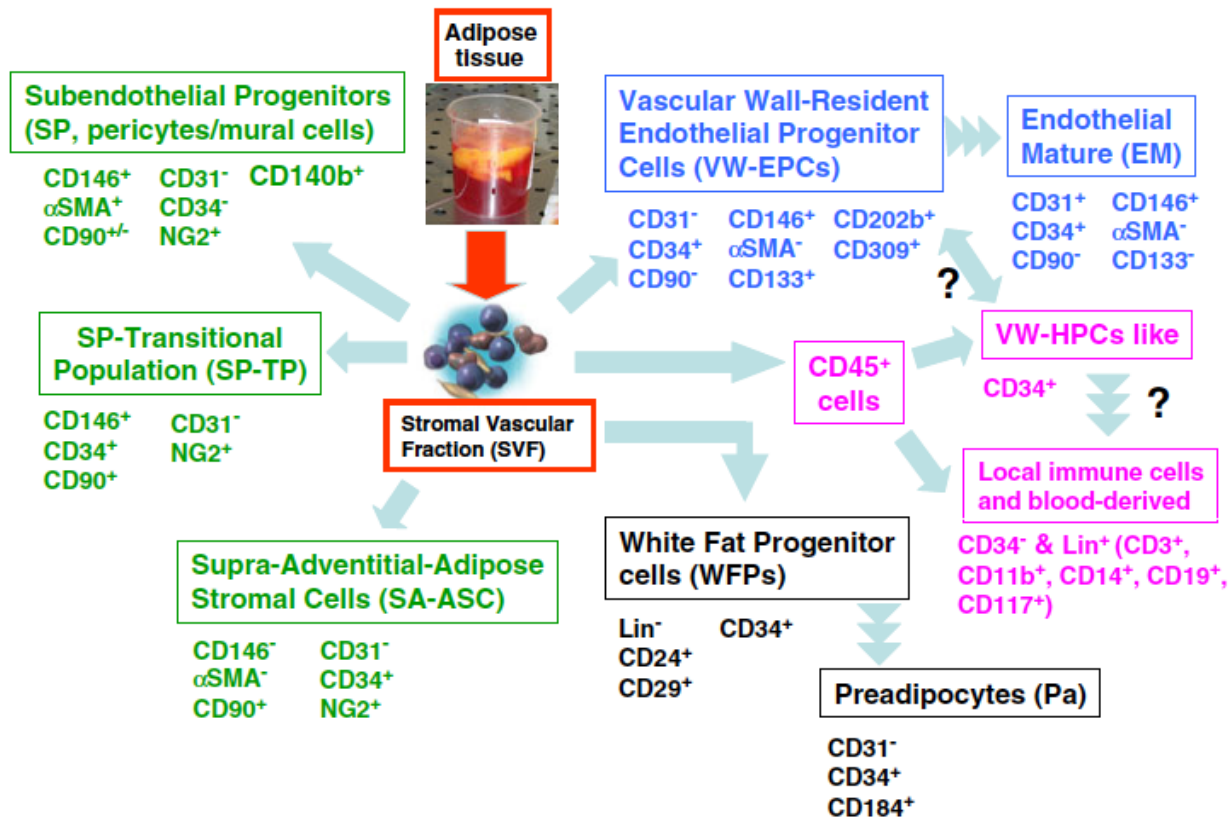 Adipose
tissue
Subendothelial Progenitors
(SP, pericytes/mural cells)
CD146⁺ CD31⁻ CD140b⁺
αSMA⁺ CD34⁻
CD90⁺/⁻ NG2⁺
SP-Transitional
Population (SP-TP)
CD146⁺ CD31⁻
CD34⁺ NG2⁺
CD90⁺
Stromal Vascular
Fraction (SVF)
Supra-Adventitial-Adipose
Stromal Cells (SA-ASC)
CD146⁻ CD31⁻
αSMA⁻ CD34⁺
CD90⁺ NG2⁺
Vascular Wall-Resident
Endothelial Progenitor
Cells (VW-EPCs)
CD31⁻ CD146⁺ CD202b⁺
CD34⁺ αSMA⁻ CD309⁺
CD90⁻ CD133⁺
Endothelial
Mature (EM)
CD31⁺ CD146⁺
CD34⁺ αSMA⁻
CD90⁻ CD133⁻
?
CD45⁺
cells
VW-HPCs like
CD34⁺
?
Local immune cells
and blood-derived
CD34⁻ & Lin⁺ (CD3⁺,
CD11b⁺, CD14⁺, CD19⁺,
CD117⁺)
White Fat Progenitor
cells (WFPs)
Lin⁻ CD34⁺
CD24⁺
CD29⁺
Preadipocytes (Pa)
CD31⁻
CD34⁺
CD184⁺